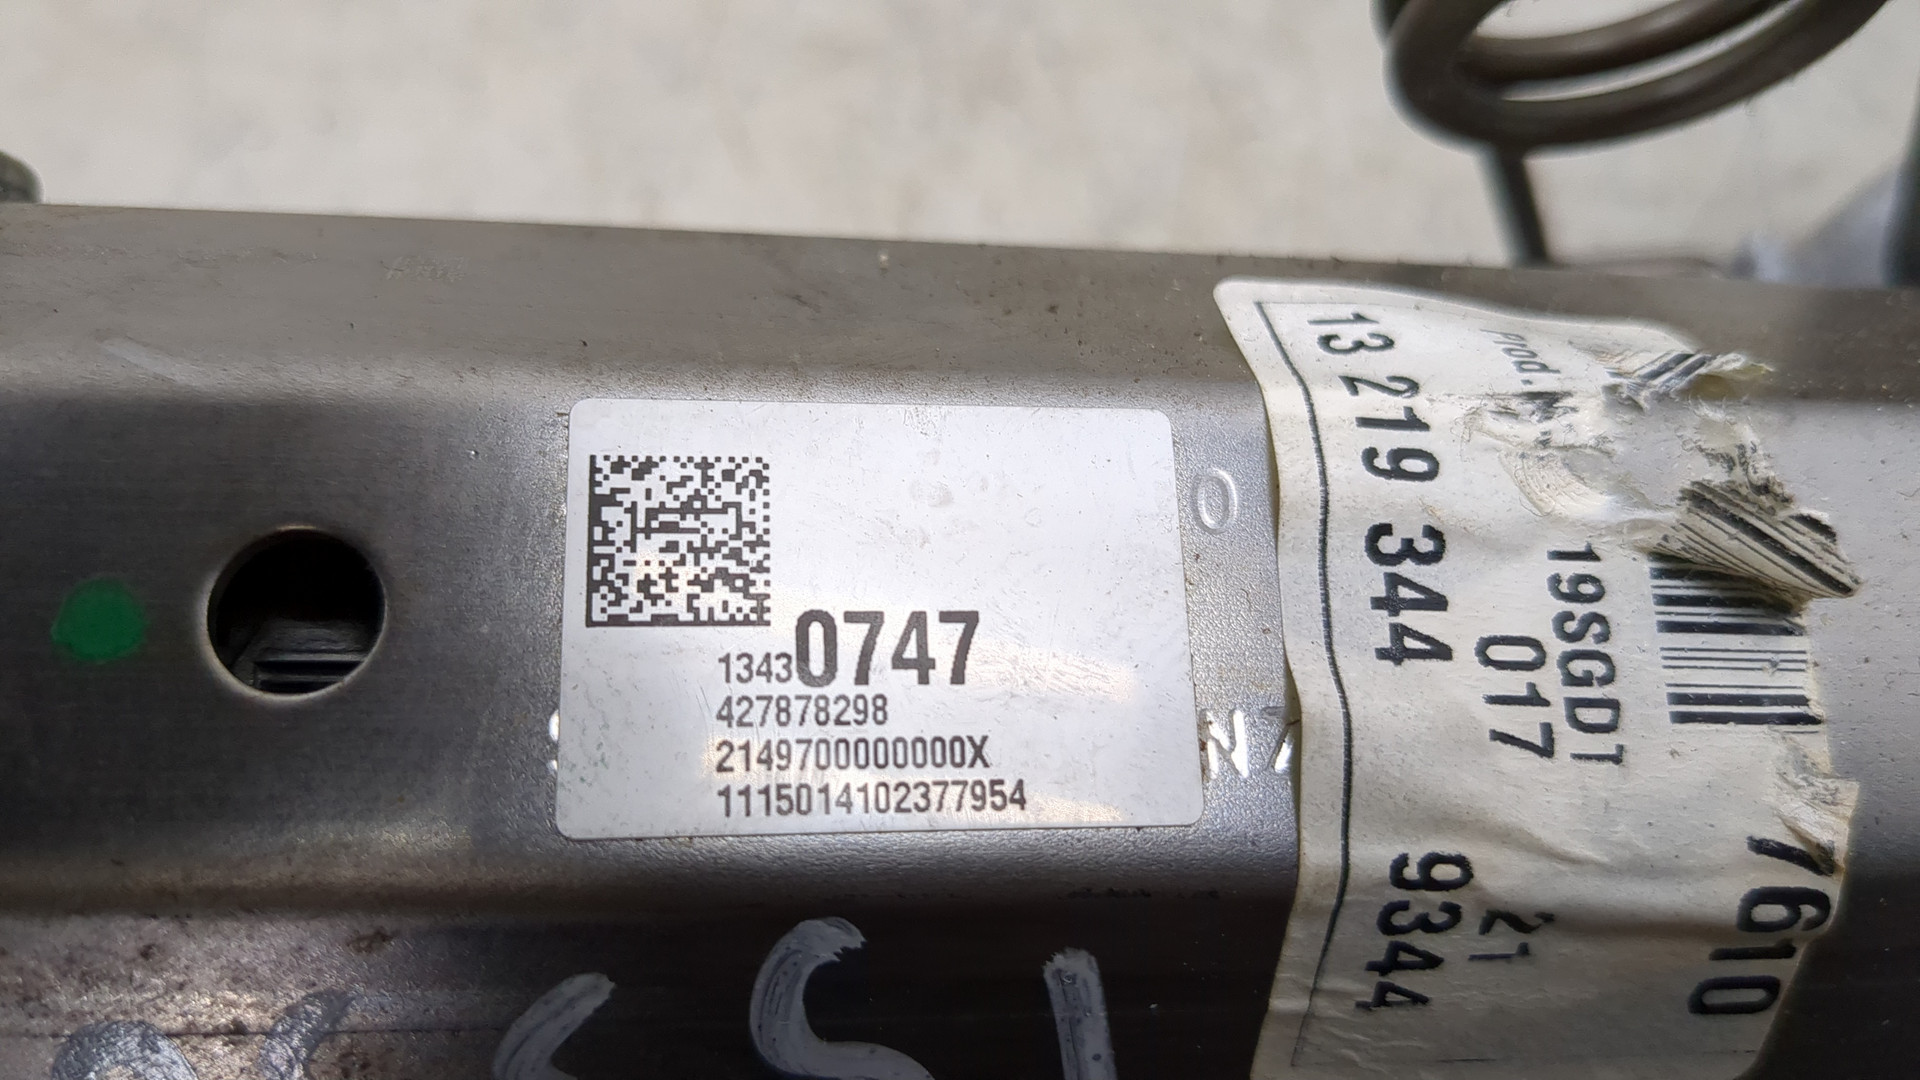 13430747
427878298
2149700000000X
1115014102377954
13 219 344
19SGD1
017
21
9344
7610
O
N